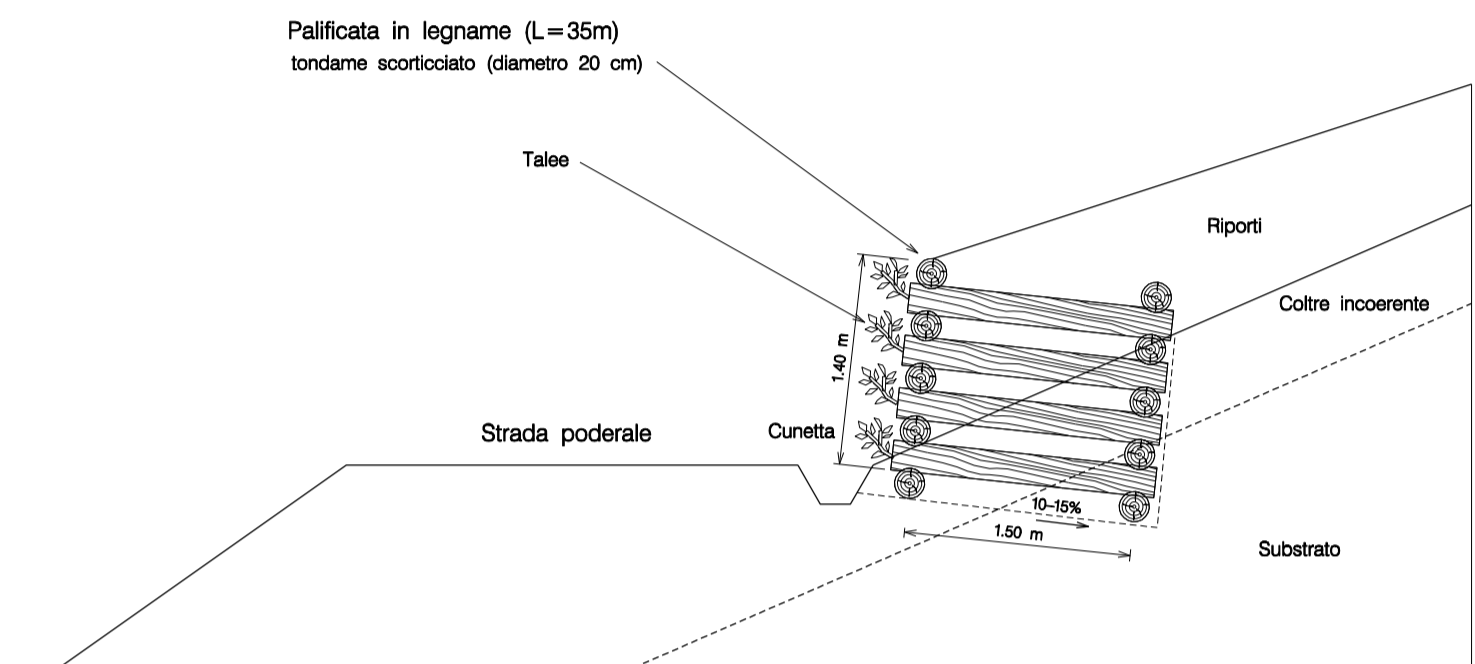 Palificata in legname (L=35m)
tondame scorticciato (diametro 20 cm)
Talee
Riporti
Coltre incoerente
1.40 m
Strada poderale
Cunetta
10-15%
1.50 m
Substrato